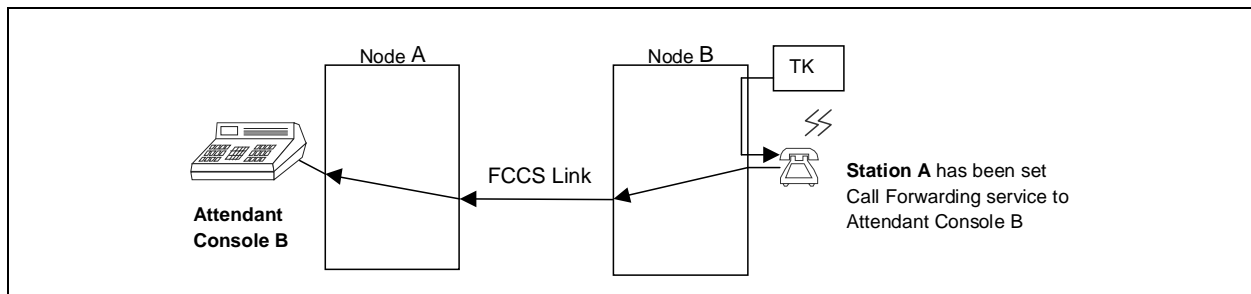 Node A
Node B
TK
FCCS Link
Attendant
Console B
Station A has been set
Call Forwarding service to
Attendant Console B